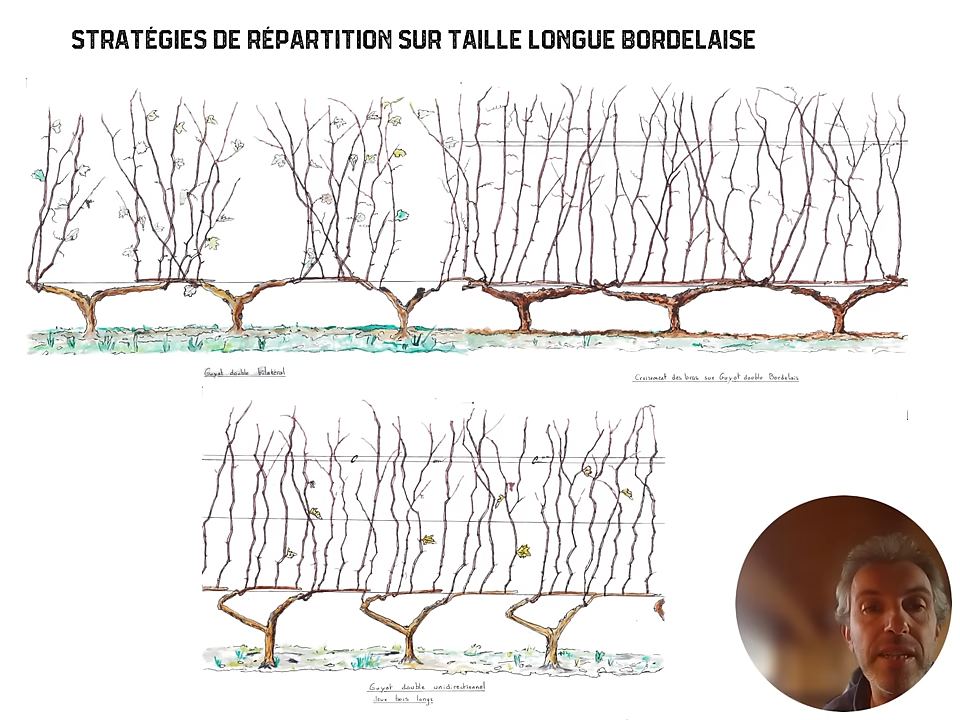 STRATÉGIES DE RÉPARTITION SUR TAILLE LONGUE BORDELAISE
Guyot double bilatéral
Croisement des bras sur Guyot double Bordelais
Guyot double unidirectionnel
sous bois longs